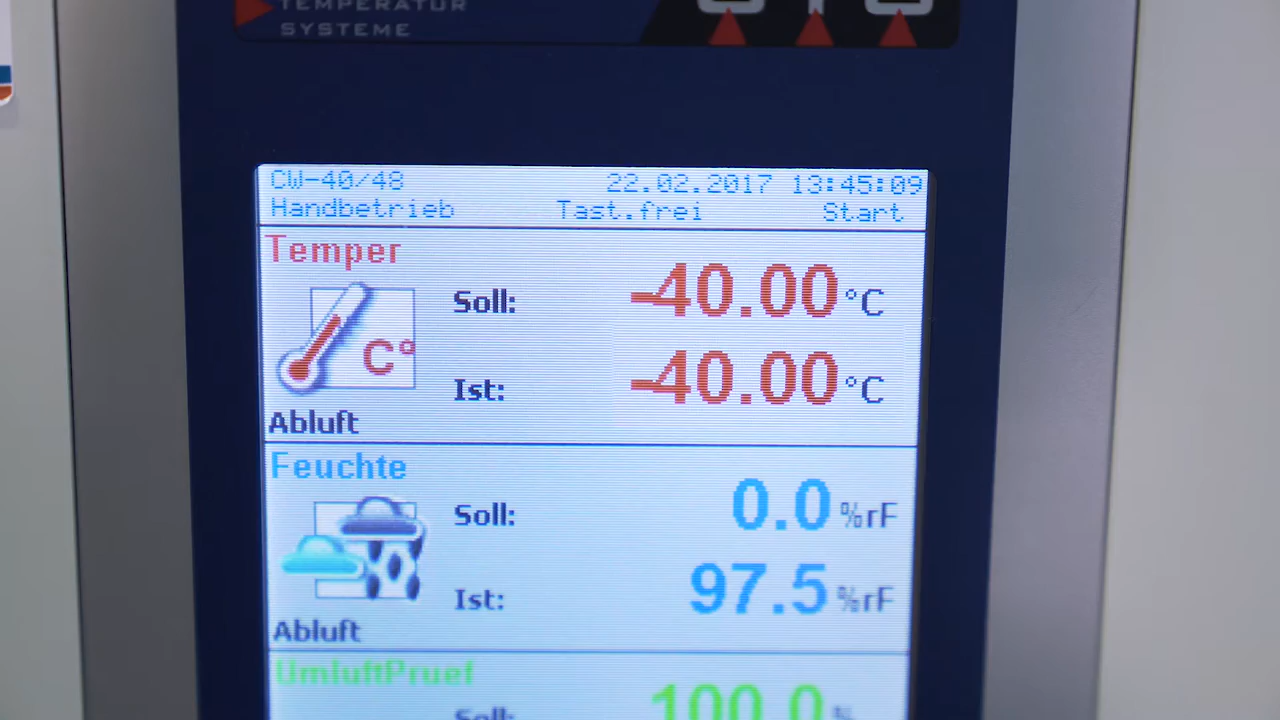 TEMPERATUR
SYSTEME
CW-40/48 22.02.2017 13:45:09
Handbetrieb Tast.frei Start
Temper
Soll: -40.00 °C
C°
Ist: -40.00 °C
Abluft
Feuchte
Soll: 0.0 %rF
Ist: 97.5 %rF
Abluft
UmluftPruef
Soll: 100.0 %